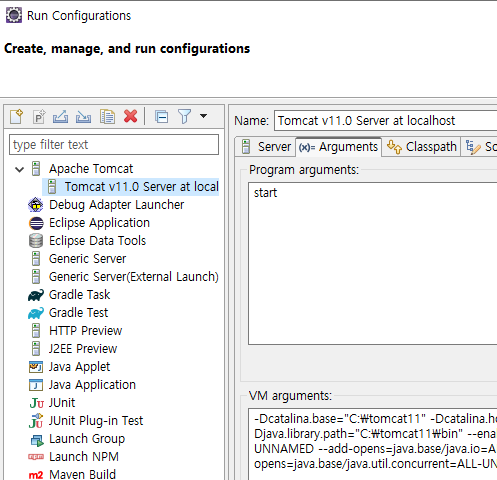 Run Configurations
Create, manage, and run configurations
type filter text
Apache Tomcat
Tomcat v11.0 Server at local
Debug Adapter Launcher
Eclipse Application
Eclipse Data Tools
Generic Server
Generic Server(External Launch)
Gradle Task
Gradle Test
HTTP Preview
J2EE Preview
Java Applet
Java Application
JUnit
JUnit Plug-in Test
Launch Group
Launch NPM
Maven Build
Name: Tomcat v11.0 Server at localhost
Server Arguments Classpath So
Program arguments:
start
VM arguments:
-Dcatalina.base="C:₩tomcat11" -Dcatalina.ho
Djava.library.path="C:₩tomcat11₩bin" --ena
UNNAMED --add-opens=java.base/java.io=A
opens=java.base/java.util.concurrent=ALL-UN